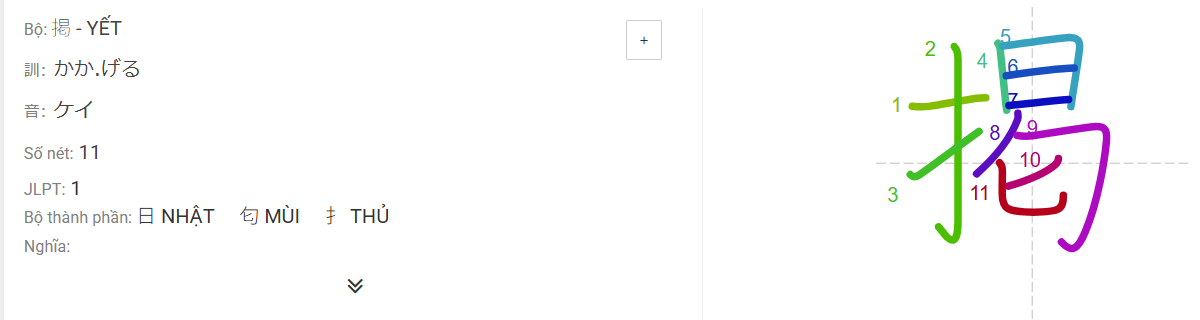 Bộ: 掲 - YẾT
訓: かか.げる
音: ケイ
Số nét: 11
JLPT: 1
Bộ thành phần: 日 NHẬT 匂 MÙI 扌 THỦ
Nghĩa:
+
掲
1
2
3
4
5
6
7
8
9
10
11